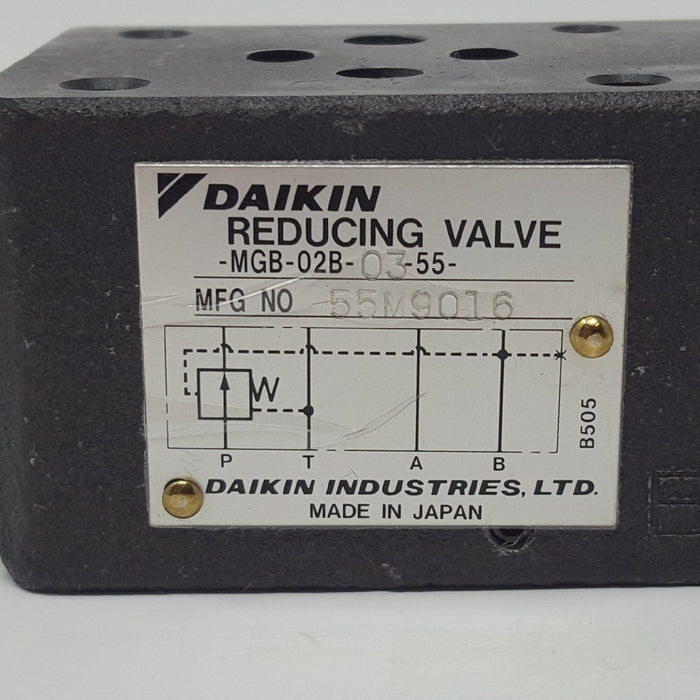 DAIKIN
REDUCING VALVE
-MGB-02B-03-55-
MFG NO 55M9016
W
P T A B
B505
DAIKIN INDUSTRIES, LTD.
MADE IN JAPAN